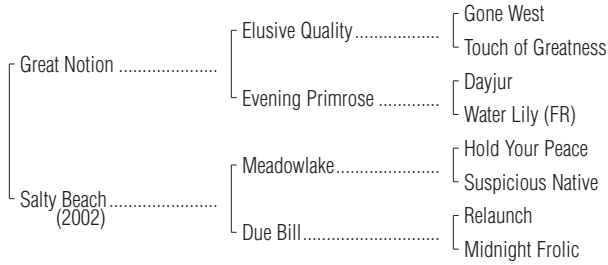 Gone West
Elusive Quality
Touch of Greatness
Great Notion
Dayjur
Evening Primrose
Water Lily (FR)
Hold Your Peace
Meadowlake
Suspicious Native
Salty Beach
(2002)
Relaunch
Due Bill
Midnight Frolic